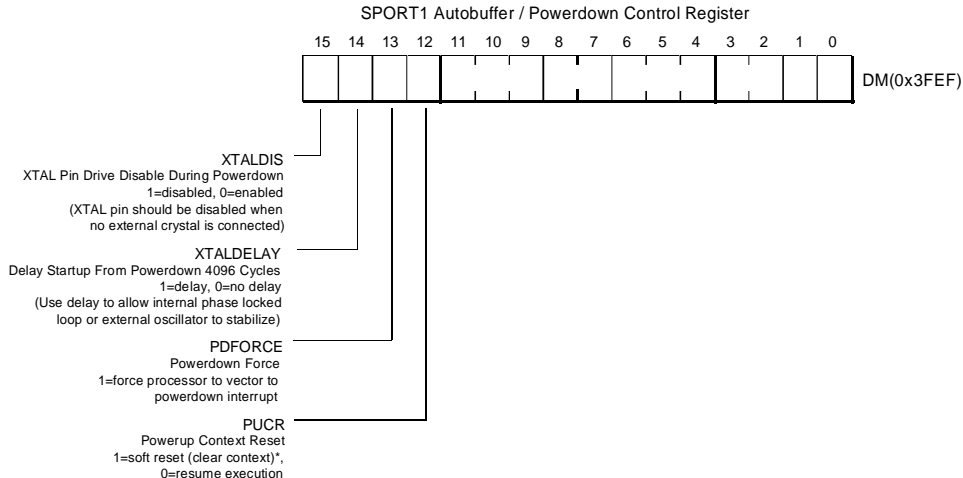 SPORT1 Autobuffer / Powerdown Control Register
15 14 13 12 11 10 9 8 7 6 5 4 3 2 1 0
DM(0x3FEF)
XTALDIS
XTAL Pin Drive Disable During Powerdown
1=disabled, 0=enabled
(XTAL pin should be disabled when
no external crystal is connected)
XTALDELAY
Delay Startup From Powerdown 4096 Cycles
1=delay, 0=no delay
(Use delay to allow internal phase locked
loop or external oscillator to stabilize)
PDFORCE
Powerdown Force
1=force processor to vector to
powerdown interrupt
PUCR
Powerup Context Reset
1=soft reset (clear context)*,
0=resume execution